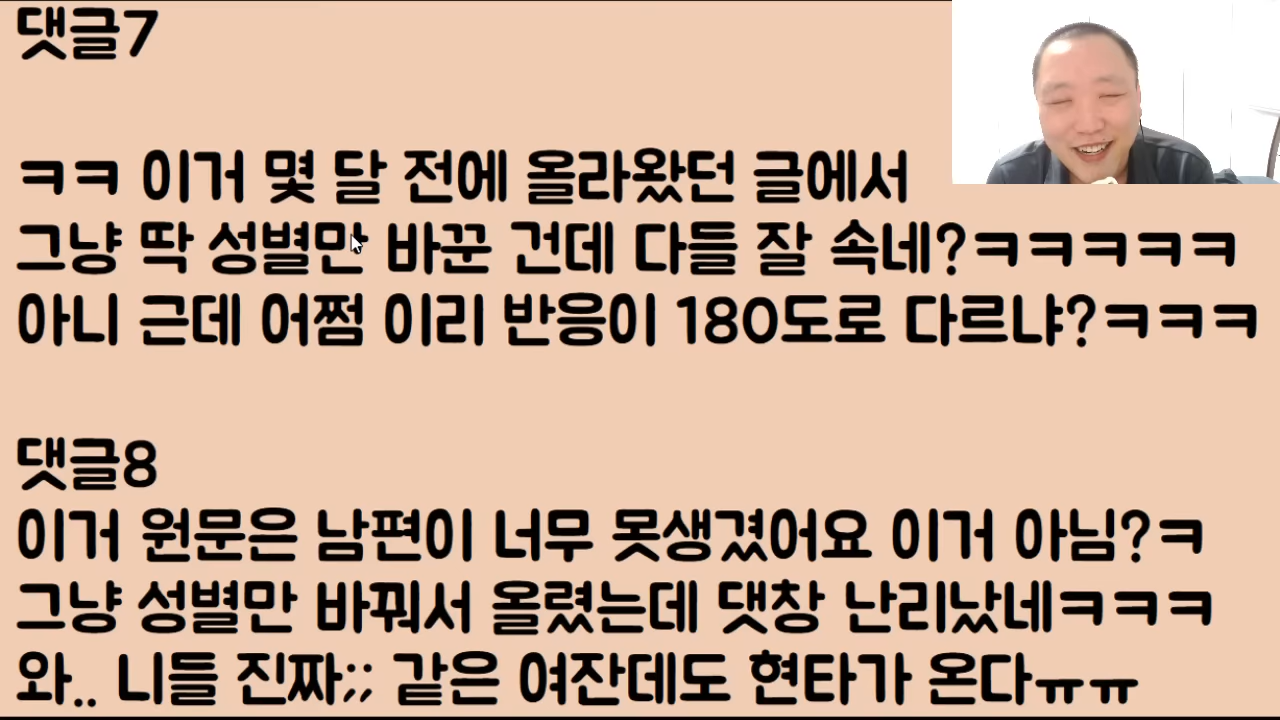 댓글7
ㅋㅋ 이거 몇 달 전에 올라왔던 글에서
그냥 딱 성별만 바꾼 건데 다들 잘 속네?ㅋㅋㅋㅋㅋ
아니 근데 어쩜 이리 반응이 180도로 다르냐?ㅋㅋㅋ
댓글8
이거 원문은 남편이 너무 못생겼어요 이거 아님?ㅋ
그냥 성별만 바꿔서 올렸는데 댓창 난리났네ㅋㅋㅋ
와.. 니들 진짜;; 같은 여잔데도 현타가 온다ㅠㅠ